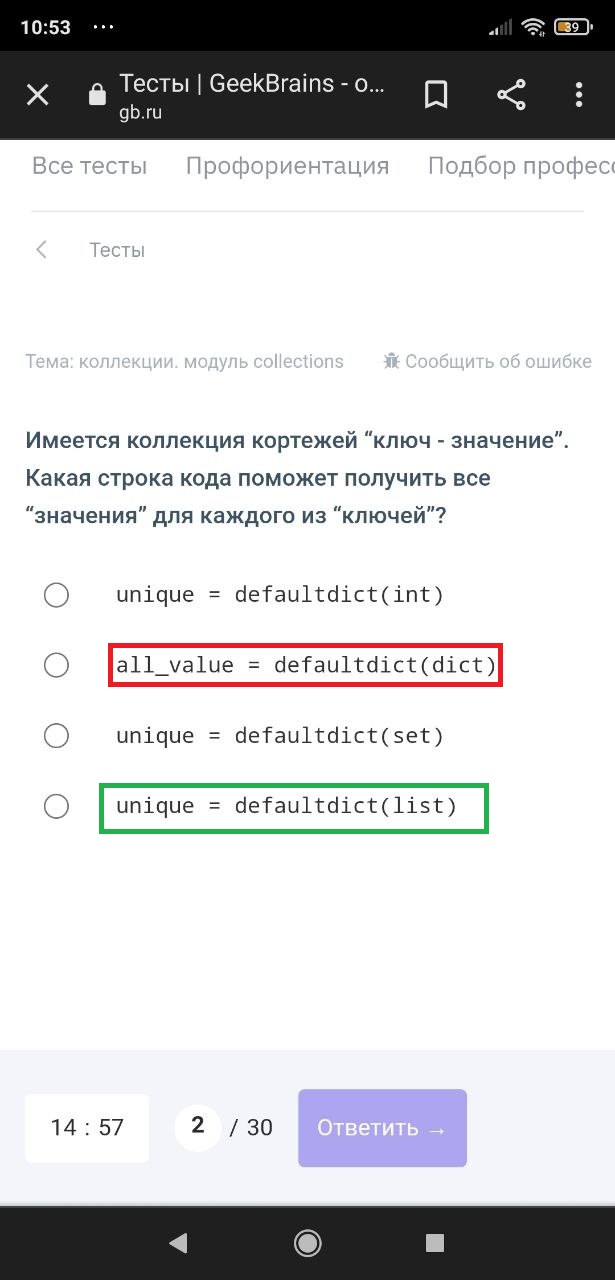 10:53 ...
39
Тесты | GeekBrains - о...
gb.ru
Все тесты Профориентация Подбор професс
Тесты
Тема: коллекции. модуль collections Сообщить об ошибке
Имеется коллекция кортежей “ключ - значение”.
Какая строка кода поможет получить все
“значения” для каждого из “ключей”?
unique = defaultdict(int)
all_value = defaultdict(dict)
unique = defaultdict(set)
unique = defaultdict(list)
14 : 57 2 / 30 Ответить →